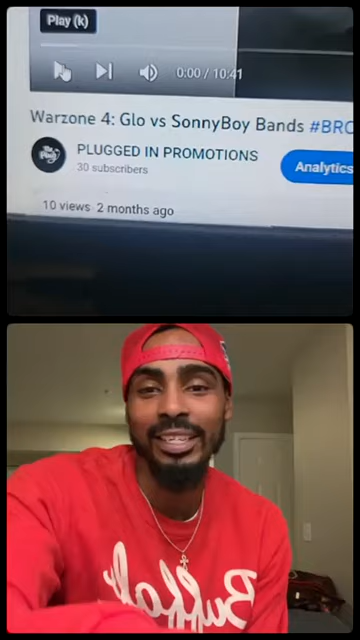 Play (k)
0:00 / 10:41
Warzone 4: Glo vs SonnyBoy Bands #BRO
PLUGGED IN PROMOTIONS
30 subscribers
Analytics
10 views 2 months ago
Buffalo